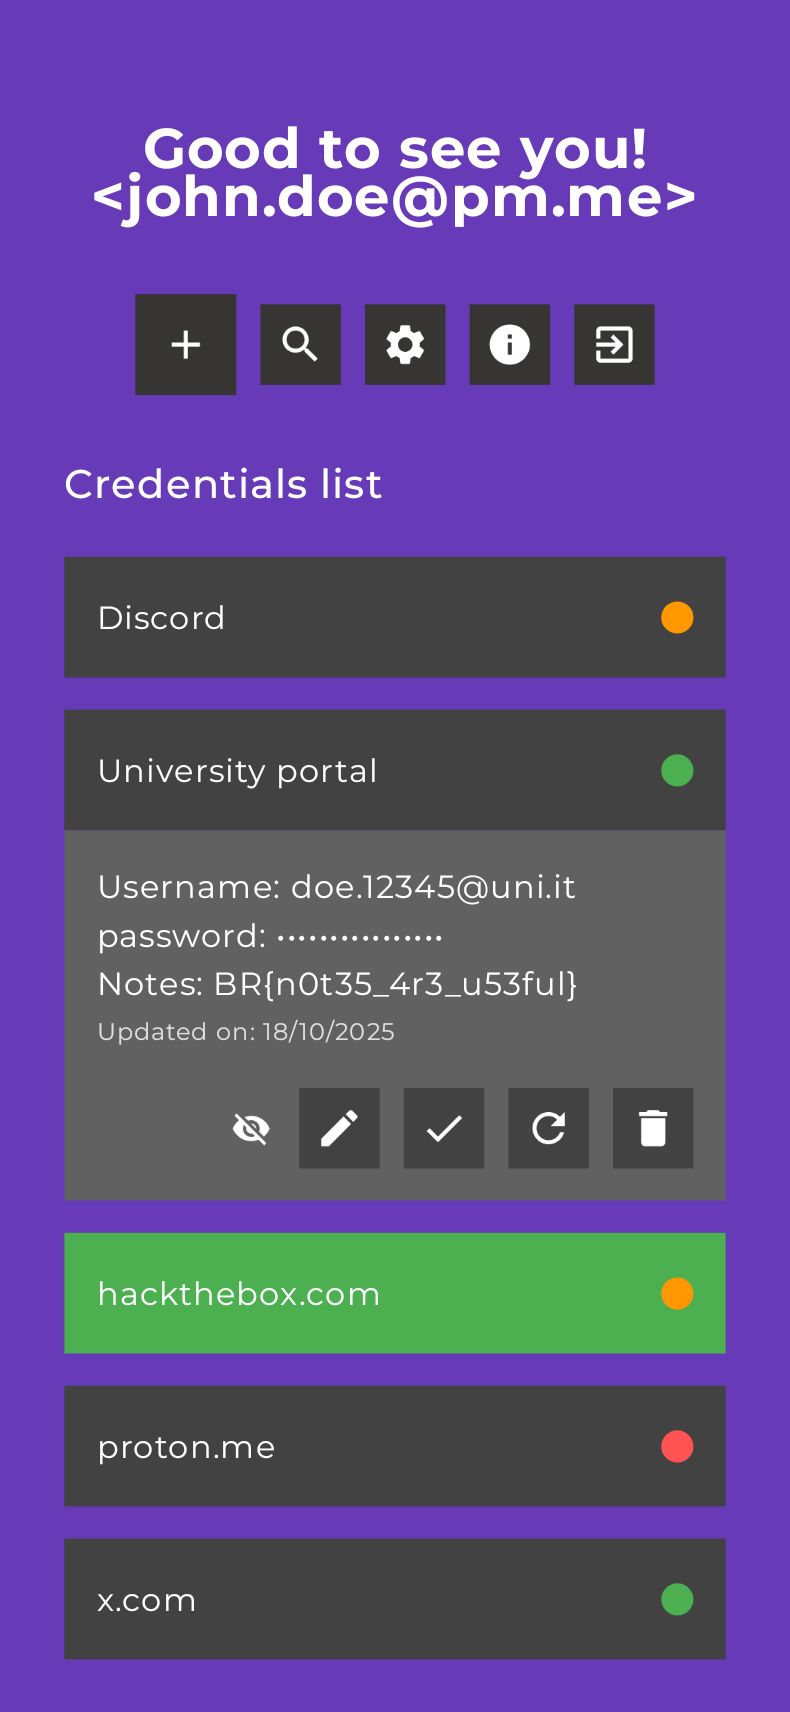 Good to see you!
<john.doe@pm.me>
Credentials list
Discord
University portal
Username: doe.12345@uni.it
password: ••••••••••••••••
Notes: BR{n0t35_4r3_u53ful}
Updated on: 18/10/2025
hackthebox.com
proton.me
x.com